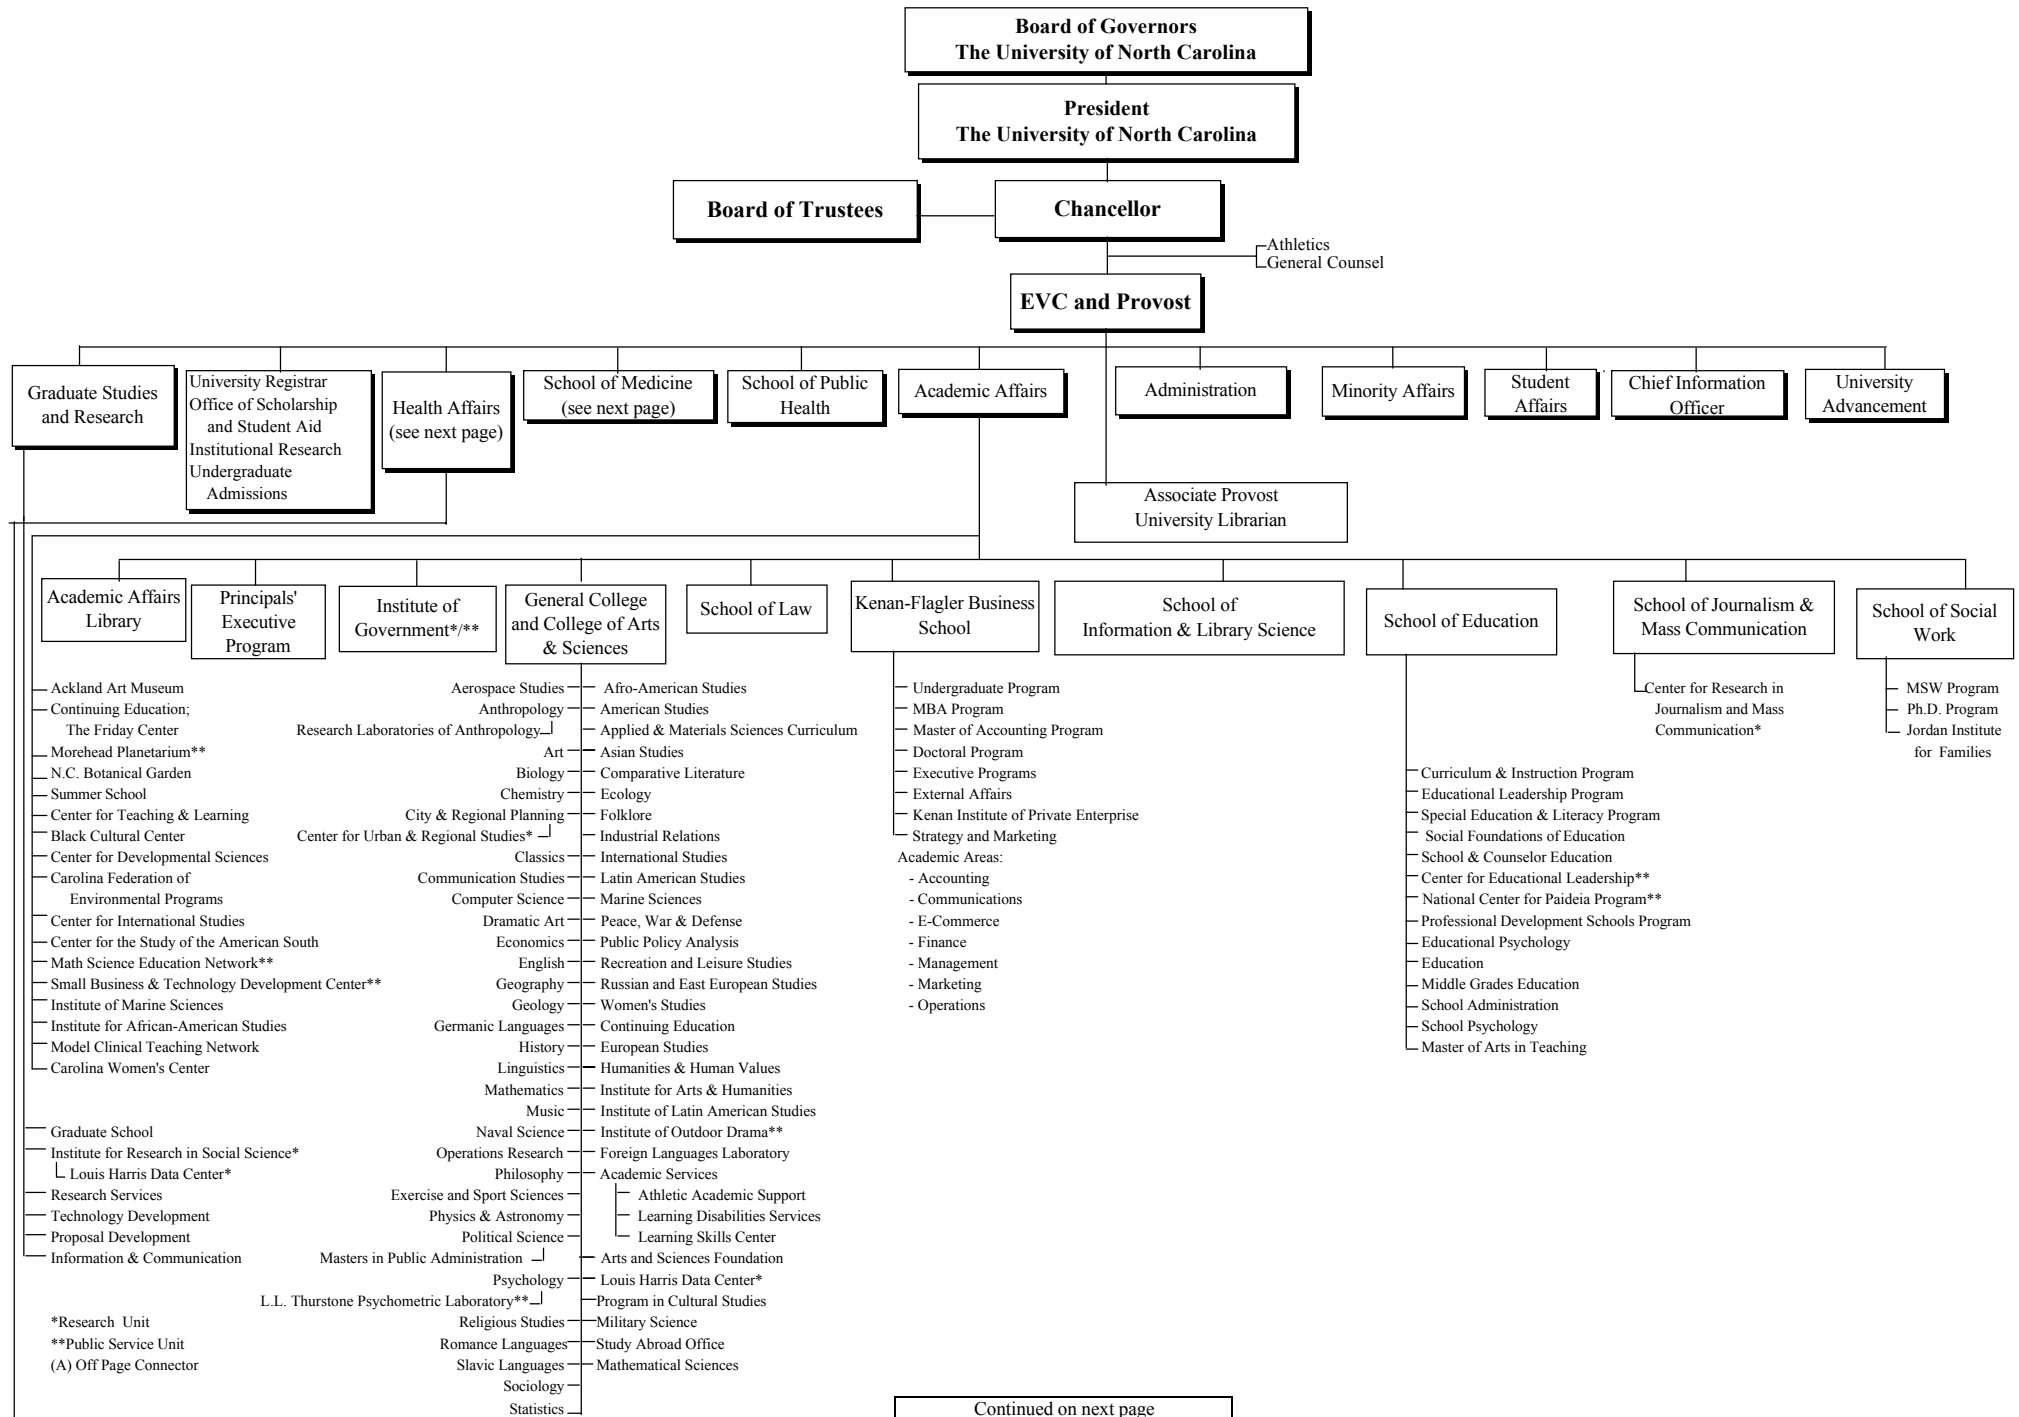 Board of Governors
The University of North Carolina
President
The University of North Carolina
Board of Trustees
Chancellor
Athletics
General Counsel
EVC and Provost
Graduate Studies
and Research
University Registrar
Office of Scholarship
and Student Aid
Institutional Research
Undergraduate
Admissions
Health Affairs
(see next page)
School of Medicine
(see next page)
School of Public
Health
Academic Affairs
Administration
Minority Affairs
Student
Affairs
Chief Information
Officer
University
Advancement
Associate Provost
University Librarian
Academic Affairs
Library
Principals'
Executive
Program
Institute of
Government*/**
General College
and College of Arts
& Sciences
School of Law
Kenan-Flagler Business
School
School of
Information & Library Science
School of Education
School of Journalism &
Mass Communication
School of Social
Work
Ackland Art Museum
Continuing Education;
The Friday Center
Morehead Planetarium**
N.C. Botanical Garden
Summer School
Center for Teaching & Learning
Black Cultural Center
Center for Developmental Sciences
Carolina Federation of
Environmental Programs
Center for International Studies
Center for the Study of the American South
Math Science Education Network**
Small Business & Technology Development Center**
Institute of Marine Sciences
Institute for African-American Studies
Model Clinical Teaching Network
Carolina Women's Center
Graduate School
Institute for Research in Social Science*
Louis Harris Data Center*
Research Services
Technology Development
Proposal Development
Information & Communication
*Research Unit
**Public Service Unit
(A) Off Page Connector
Aerospace Studies
Anthropology
Research Laboratories of Anthropology
Art
Biology
Chemistry
City & Regional Planning
Center for Urban & Regional Studies*
Classics
Communication Studies
Computer Science
Dramatic Art
Economics
English
Geography
Geology
Germanic Languages
History
Linguistics
Mathematics
Music
Naval Science
Operations Research
Philosophy
Exercise and Sport Sciences
Physics & Astronomy
Political Science
Masters in Public Administration
Psychology
L.L. Thurstone Psychometric Laboratory**
Religious Studies
Romance Languages
Slavic Languages
Sociology
Statistics
Afro-American Studies
American Studies
Applied & Materials Sciences Curriculum
Asian Studies
Comparative Literature
Ecology
Folklore
Industrial Relations
International Studies
Latin American Studies
Marine Sciences
Peace, War & Defense
Public Policy Analysis
Recreation and Leisure Studies
Russian and East European Studies
Women's Studies
Continuing Education
European Studies
Humanities & Human Values
Institute for Arts & Humanities
Institute of Latin American Studies
Institute of Outdoor Drama**
Foreign Languages Laboratory
Academic Services
Athletic Academic Support
Learning Disabilities Services
Learning Skills Center
Arts and Sciences Foundation
Louis Harris Data Center*
Program in Cultural Studies
Military Science
Study Abroad Office
Mathematical Sciences
Undergraduate Program
MBA Program
Master of Accounting Program
Doctoral Program
Executive Programs
External Affairs
Kenan Institute of Private Enterprise
Strategy and Marketing
Academic Areas:
- Accounting
- Communications
- E-Commerce
- Finance
- Management
- Marketing
- Operations
Curriculum & Instruction Program
Educational Leadership Program
Special Education & Literacy Program
Social Foundations of Education
School & Counselor Education
Center for Educational Leadership**
National Center for Paideia Program**
Professional Development Schools Program
Educational Psychology
Education
Middle Grades Education
School Administration
School Psychology
Master of Arts in Teaching
Center for Research in
Journalism and Mass
Communication*
MSW Program
Ph.D. Program
Jordan Institute
for Families
Continued on next page